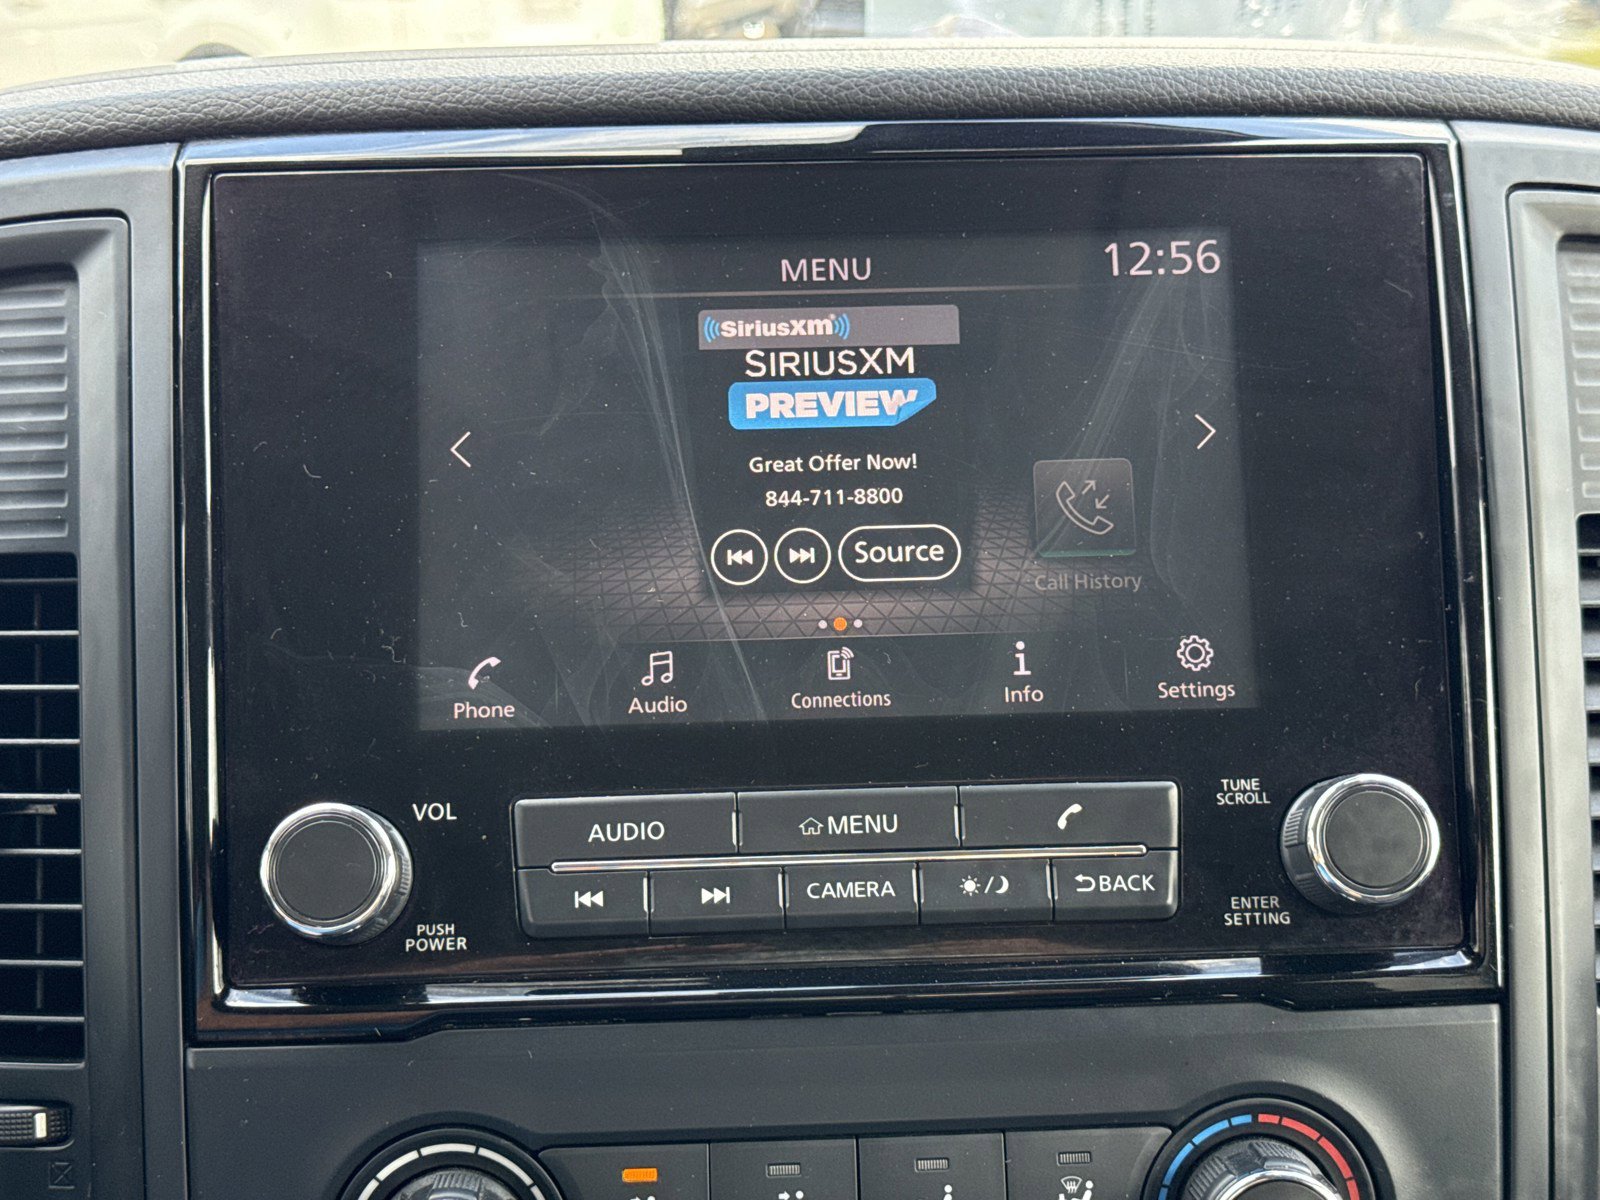 MENU
12:56
SiriusXM
SIRIUSXM
PREVIEW
Great Offer Now!
844-711-8800
Source
Call History
Phone
Audio
Connections
Info
Settings
VOL
PUSH
POWER
AUDIO
MENU
CAMERA
/
BACK
TUNE
SCROLL
ENTER
SETTING